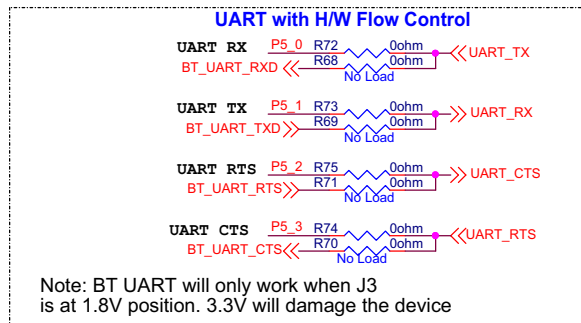 UART with H/W Flow Control
UART RX P5_0 R72 0ohm UART_TX
BT_UART_RXD R68 0ohm
No Load
UART TX P5_1 R73 0ohm UART_RX
BT_UART_TXD R69 0ohm
No Load
UART RTS P5_2 R75 0ohm UART_CTS
BT_UART_RTS R71 0ohm
No Load
UART CTS P5_3 R74 0ohm UART_RTS
BT_UART_CTS R70 0ohm
No Load
Note: BT UART will only work when J3
is at 1.8V position. 3.3V will damage the device